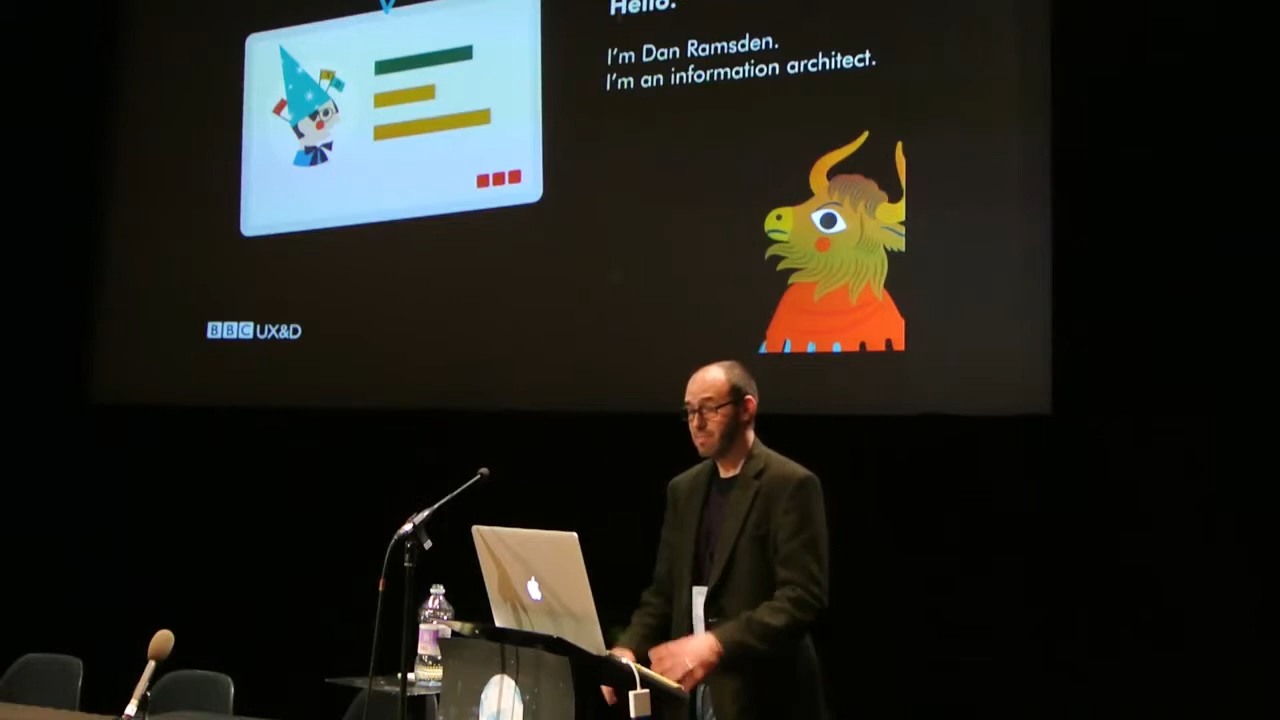 Hello.
I'm Dan Ramsden.
I'm an information architect.
BBC UX&D